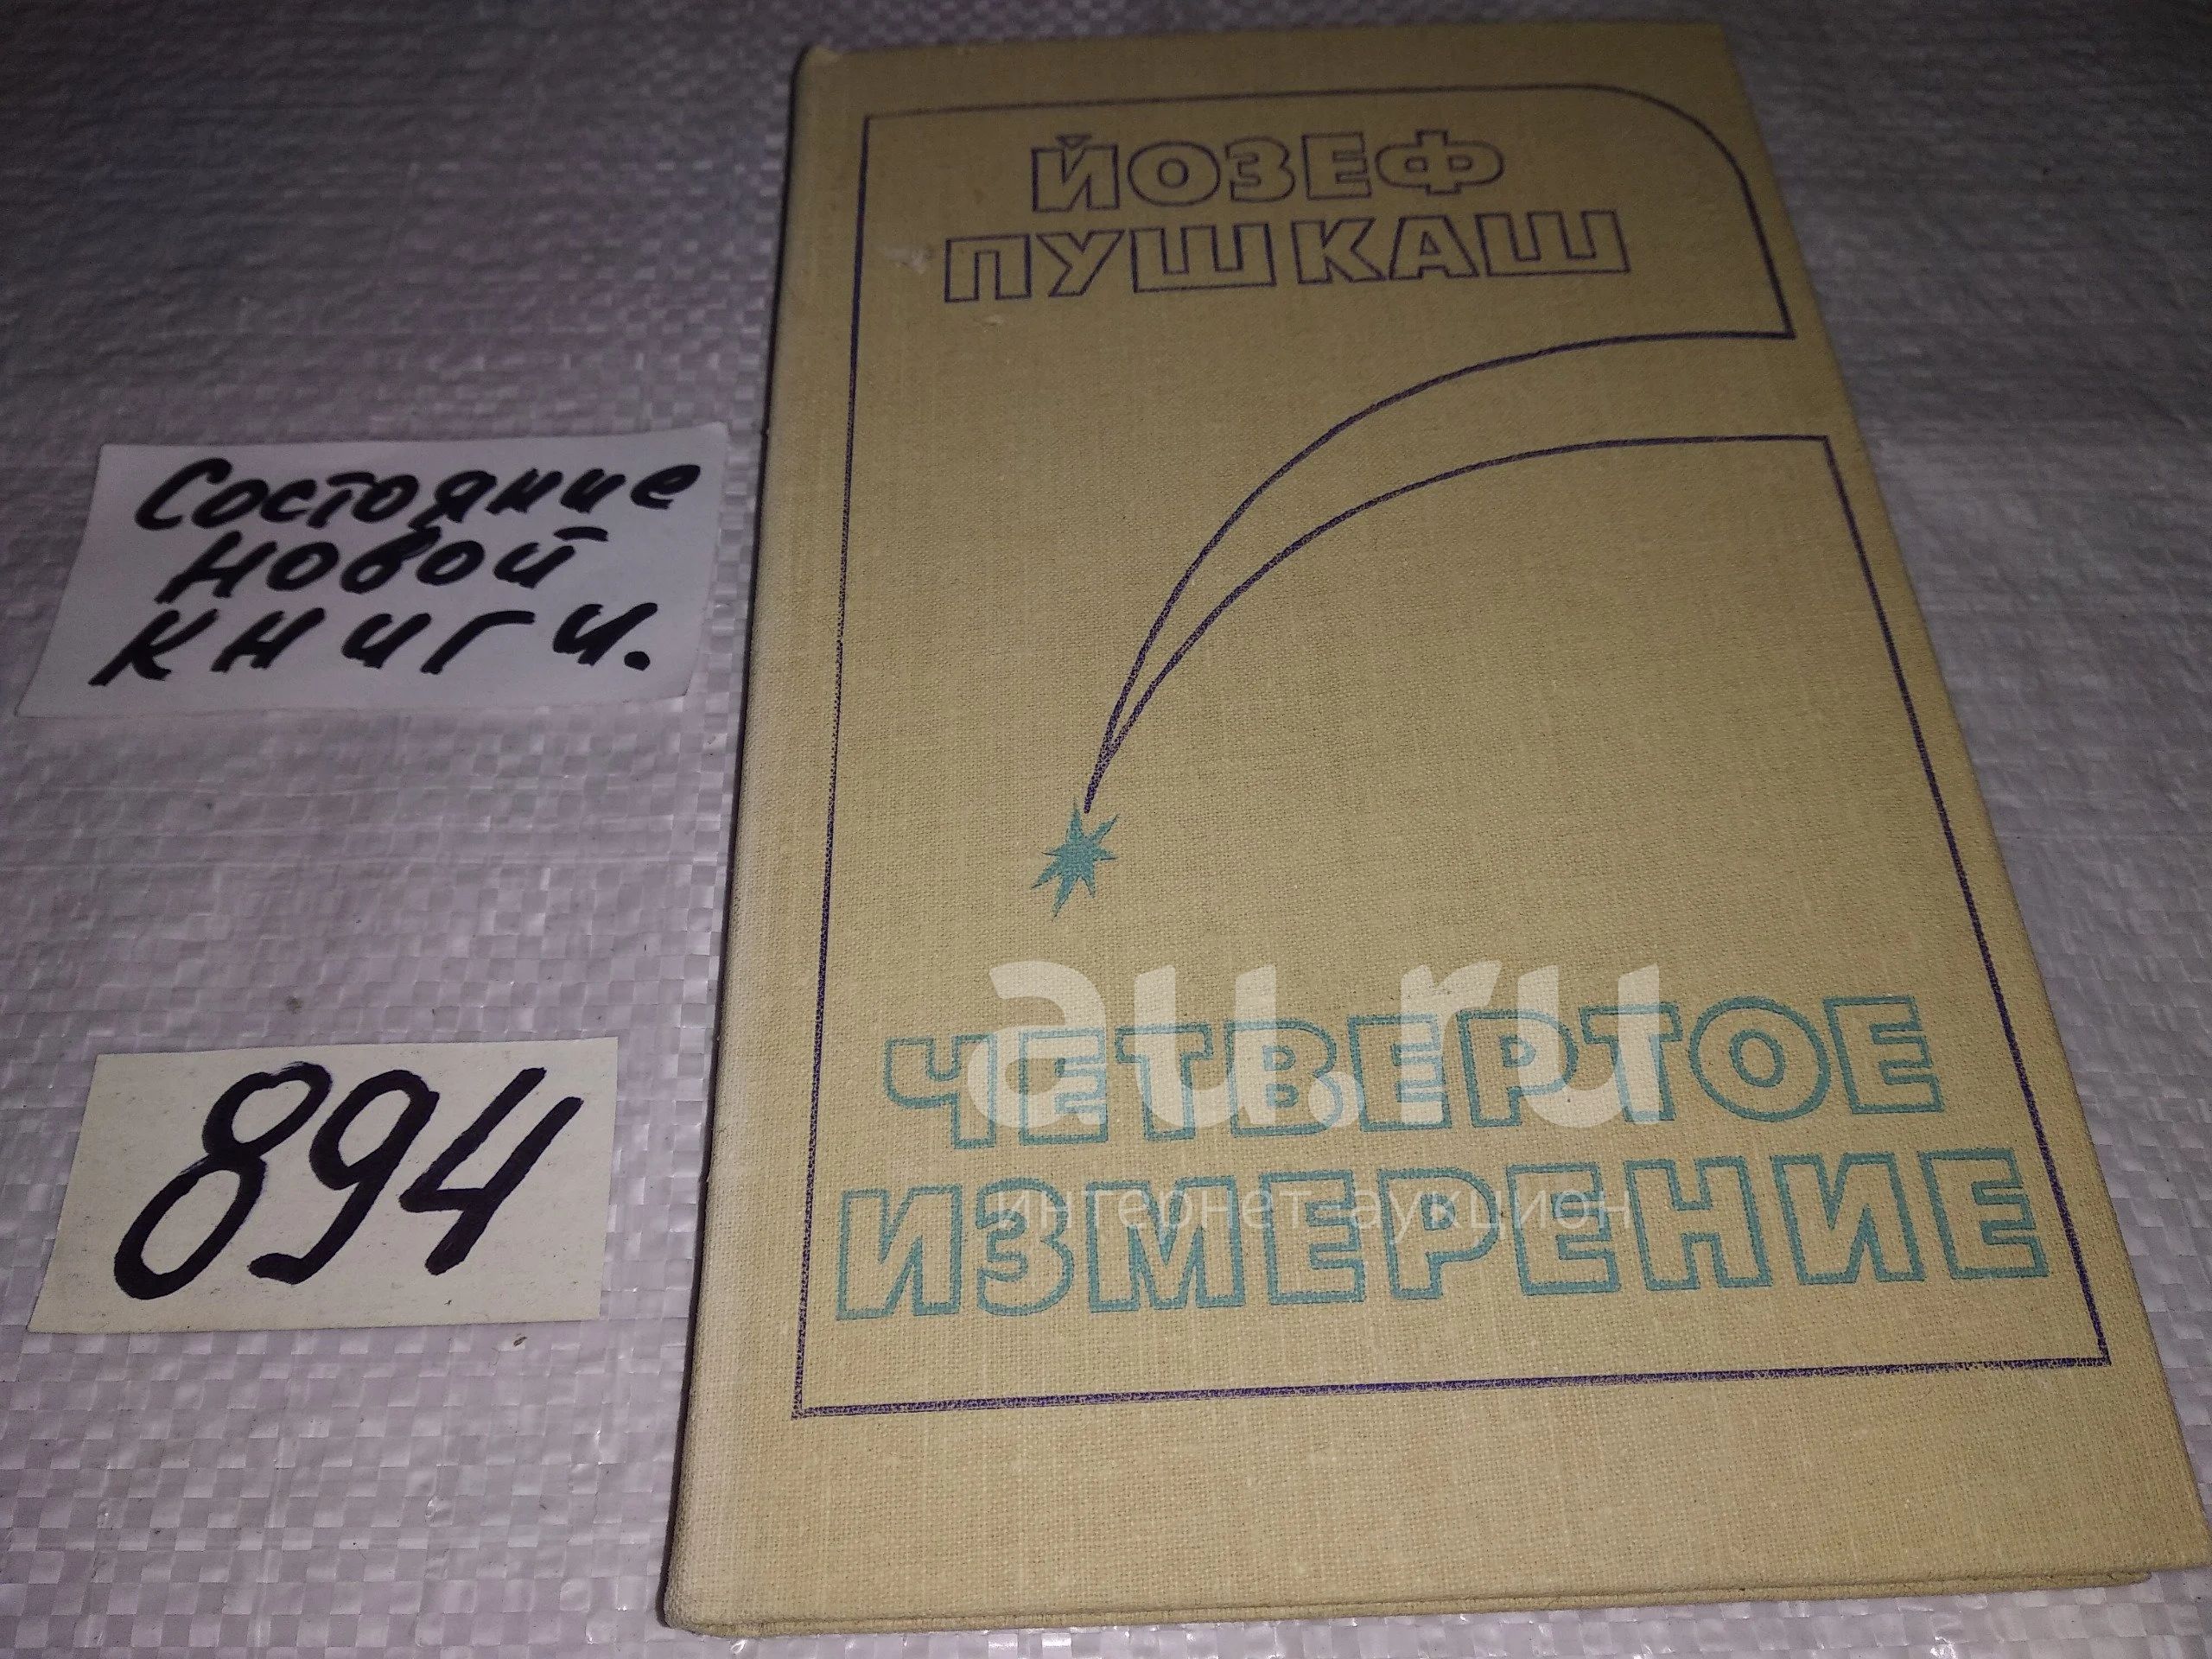 ЙОЗЕФ
ПУШКАШ
Состояние
новой
книги.
894
au.ru
ЧЕТВЕРТОЕ
интернет аукцион
ИЗМЕРЕНИЕ